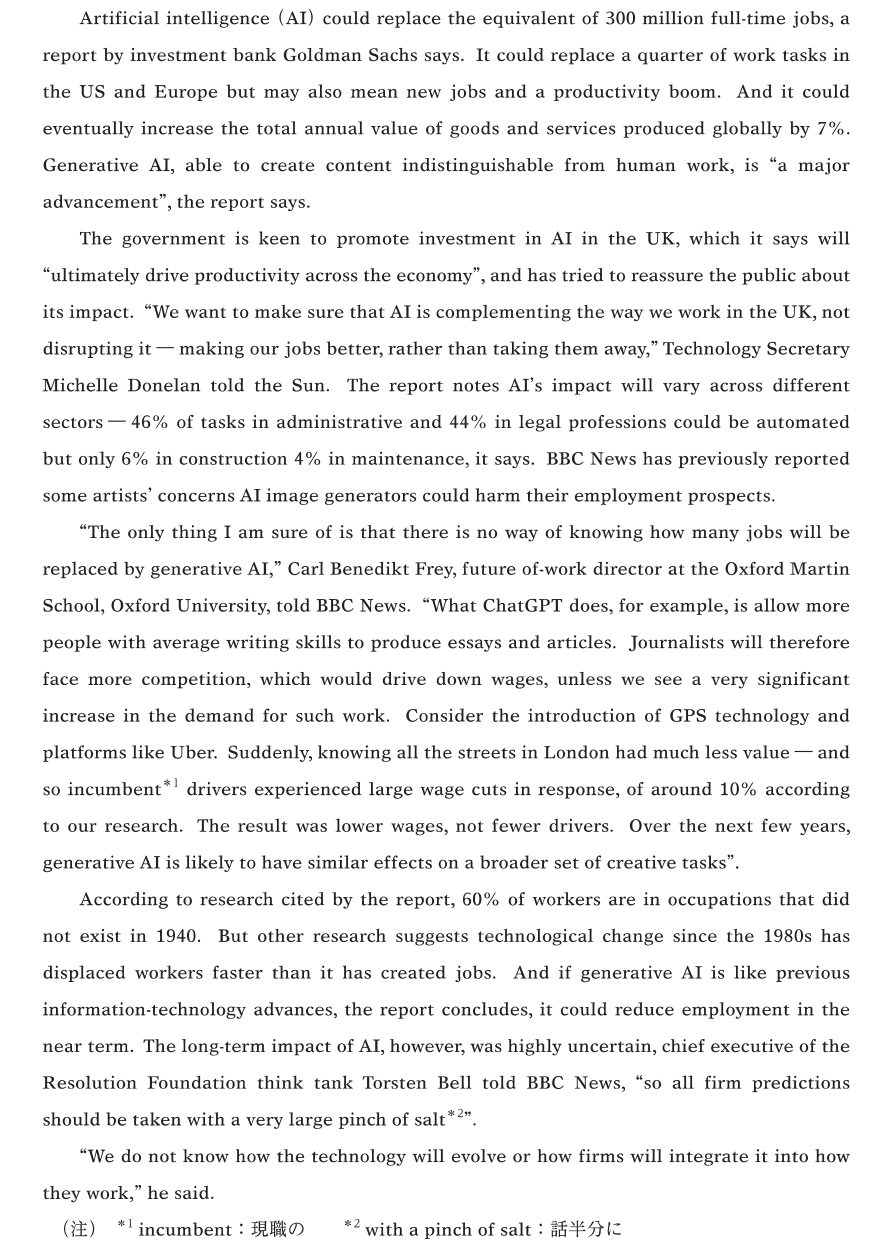 Artificial intelligence (AI) could replace the equivalent of 300 million full-time jobs, a
report by investment bank Goldman Sachs says. It could replace a quarter of work tasks in
the US and Europe but may also mean new jobs and a productivity boom. And it could
eventually increase the total annual value of goods and services produced globally by 7%.
Generative AI, able to create content indistinguishable from human work, is “a major
advancement”, the report says.
The government is keen to promote investment in AI in the UK, which it says will
“ultimately drive productivity across the economy”, and has tried to reassure the public about
its impact. “We want to make sure that AI is complementing the way we work in the UK, not
disrupting it — making our jobs better, rather than taking them away,” Technology Secretary
Michelle Donelan told the Sun. The report notes AI’s impact will vary across different
sectors — 46% of tasks in administrative and 44% in legal professions could be automated
but only 6% in construction 4% in maintenance, it says. BBC News has previously reported
some artists’ concerns AI image generators could harm their employment prospects.
“The only thing I am sure of is that there is no way of knowing how many jobs will be
replaced by generative AI,” Carl Benedikt Frey, future of-work director at the Oxford Martin
School, Oxford University, told BBC News. “What ChatGPT does, for example, is allow more
people with average writing skills to produce essays and articles. Journalists will therefore
face more competition, which would drive down wages, unless we see a very significant
increase in the demand for such work. Consider the introduction of GPS technology and
platforms like Uber. Suddenly, knowing all the streets in London had much less value — and
so incumbent*1 drivers experienced large wage cuts in response, of around 10% according
to our research. The result was lower wages, not fewer drivers. Over the next few years,
generative AI is likely to have similar effects on a broader set of creative tasks”.
According to research cited by the report, 60% of workers are in occupations that did
not exist in 1940. But other research suggests technological change since the 1980s has
displaced workers faster than it has created jobs. And if generative AI is like previous
information-technology advances, the report concludes, it could reduce employment in the
near term. The long-term impact of AI, however, was highly uncertain, chief executive of the
Resolution Foundation think tank Torsten Bell told BBC News, “so all firm predictions
should be taken with a very large pinch of salt*2”.
“We do not know how the technology will evolve or how firms will integrate it into how
they work,” he said.
（注） *1 incumbent：現職の *2 with a pinch of salt：話半分に